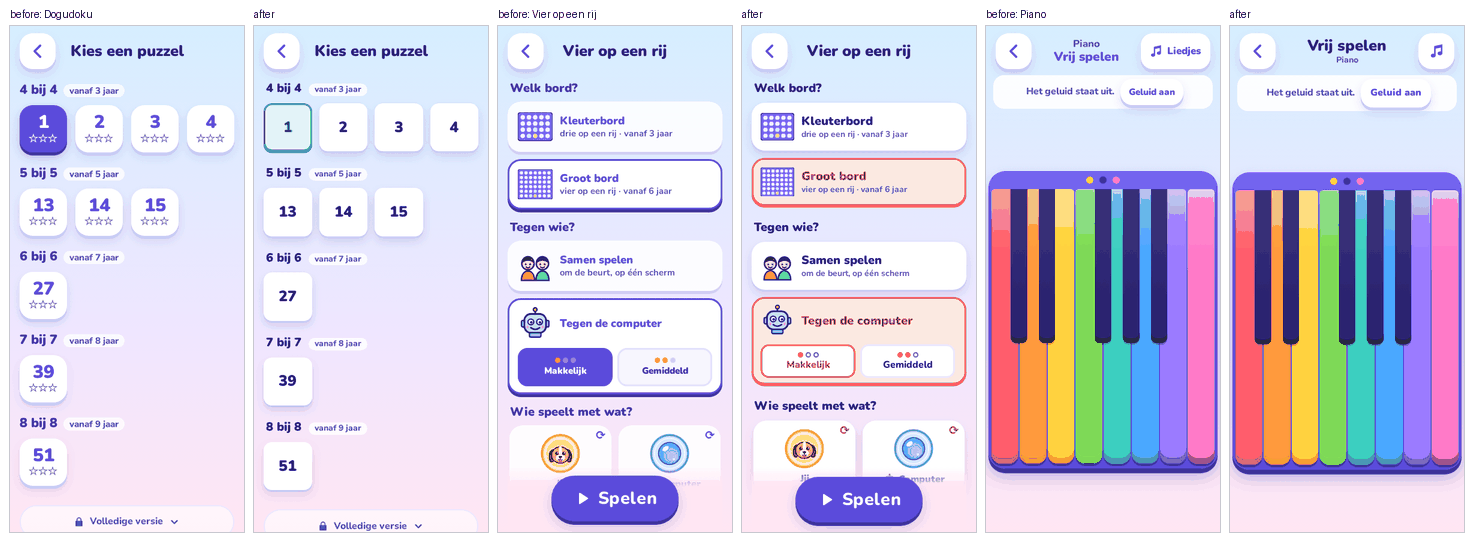 before: Dogudoku
Kies een puzzel
4 bij 4 vanaf 3 jaar
1 2 3 4
5 bij 5 vanaf 5 jaar
13 14 15
6 bij 6 vanaf 7 jaar
27
7 bij 7 vanaf 8 jaar
39
8 bij 8 vanaf 9 jaar
51
Volledige versie
after
Kies een puzzel
4 bij 4 vanaf 3 jaar
1 2 3 4
5 bij 5 vanaf 5 jaar
13 14 15
6 bij 6 vanaf 7 jaar
27
7 bij 7 vanaf 8 jaar
39
8 bij 8 vanaf 9 jaar
51
Volledige versie
before: Vier op een rij
Vier op een rij
Welk bord?
Kleuterbord
drie op een rij · vanaf 3 jaar
Groot bord
vier op een rij · vanaf 6 jaar
Tegen wie?
Samen spelen
om de beurt, op één scherm
Tegen de computer
Makkelijk Gemiddeld
Wie speelt met wat?
Spelen
after
Vier op een rij
Welk bord?
Kleuterbord
drie op een rij · vanaf 3 jaar
Groot bord
vier op een rij · vanaf 6 jaar
Tegen wie?
Samen spelen
om de beurt, op één scherm
Tegen de computer
Makkelijk Gemiddeld
Wie speelt met wat?
Computer
Spelen
before: Piano
Piano
Vrij spelen
Liedjes
Het geluid staat uit. Geluid aan
after
Vrij spelen
Piano
Het geluid staat uit. Geluid aan